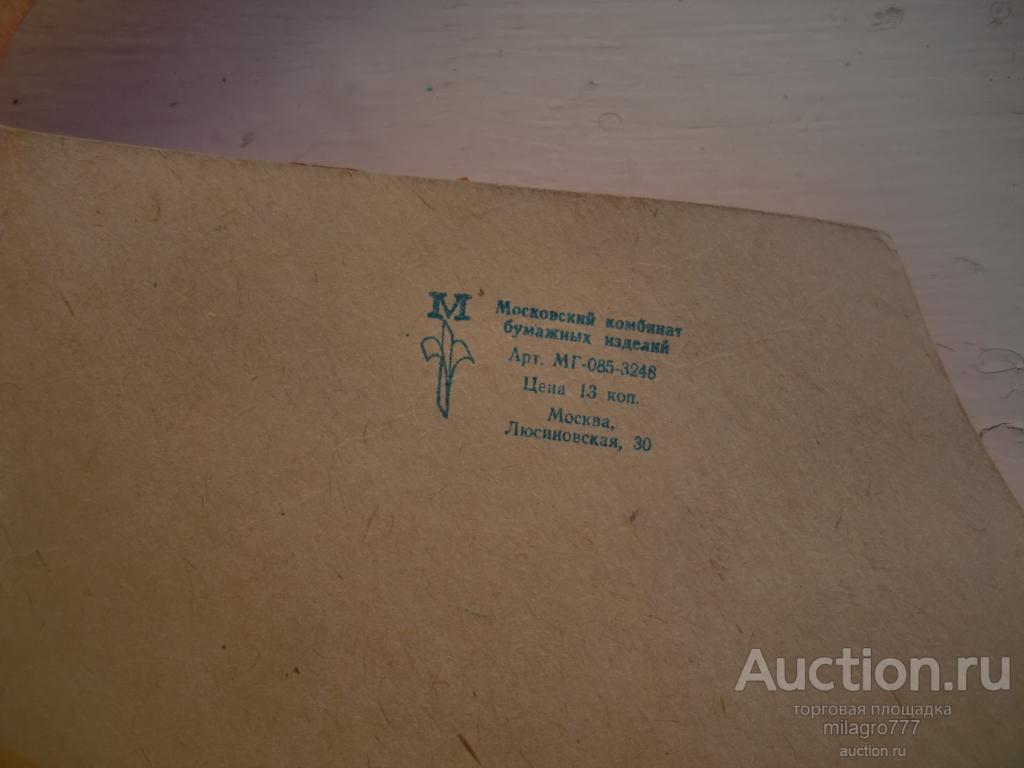 М
Московский комбинат
бумажных изделий
Арт. МГ-085-3248
Цена 13 коп.
Москва,
Люсиновская, 30
Auction.ru
торговая площадка
milagro777
auction.ru